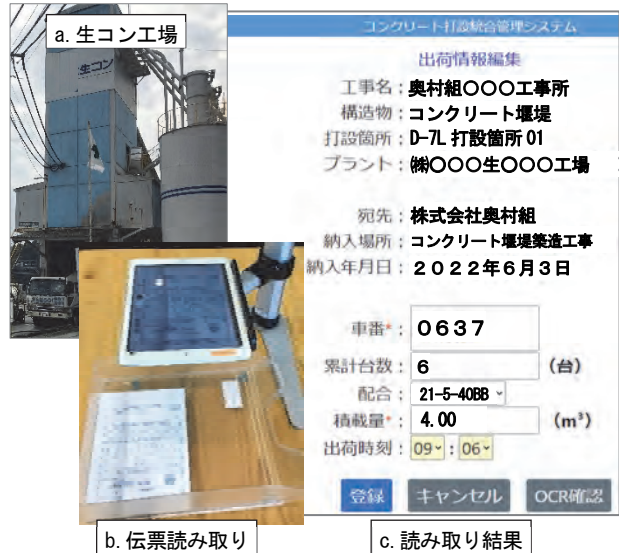 a. 生コン工場
生コン
b. 伝票読み取り
コンクリート打設統合管理システム
出荷情報編集
工事名：奥村組〇〇〇工事所
構造物：コンクリート堰堤
打設箇所：D-7L 打設箇所 01
プラント：㈱〇〇〇生〇〇〇工場
宛先：株式会社奥村組
納入場所：コンクリート堰堤築造工事
納入年月日：２０２２年６月３日
車番*：０６３７
累計台数：6 (台)
配合：21-5-40BB
積載量*：4.00 (m³)
出荷時刻：09：06
登録 キャンセル OCR確認
c. 読み取り結果